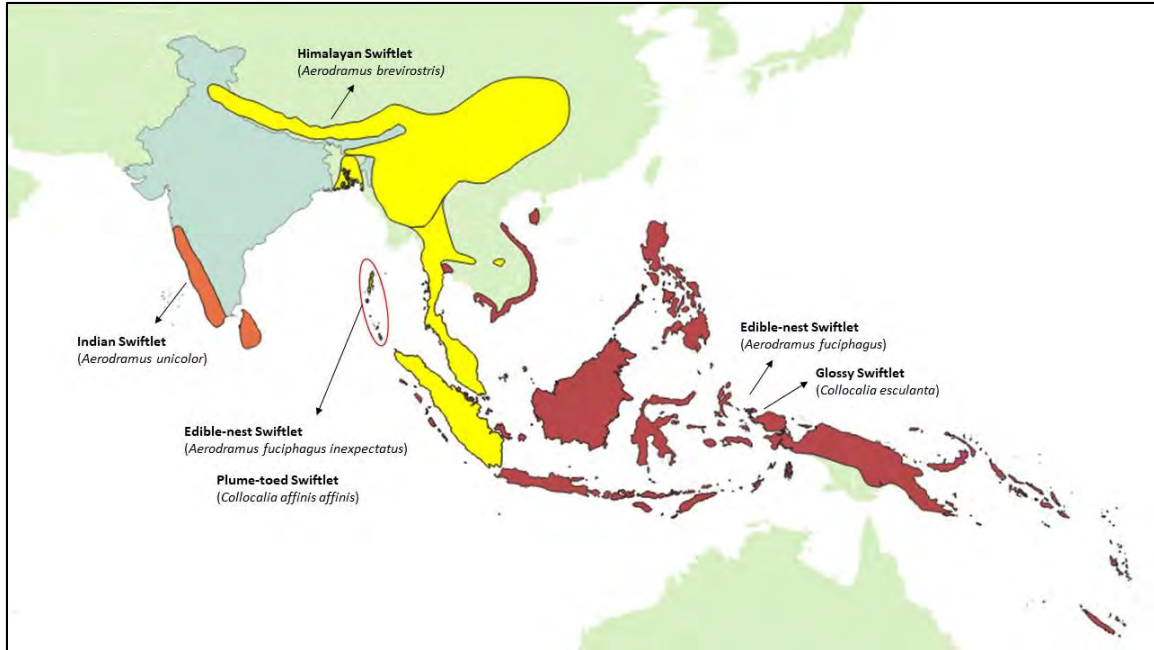 Himalayan Swiftlet
(Aerodramus brevirostris)
Indian Swiftlet
(Aerodramus unicolor)
Edible-nest Swiftlet
(Aerodramus fuciphagus)
Glossy Swiftlet
(Collocalia esculanta)
Edible-nest Swiftlet
(Aerodramus fuciphagus inexpectatus)
Plume-toed Swiftlet
(Collocalia affinis affinis)